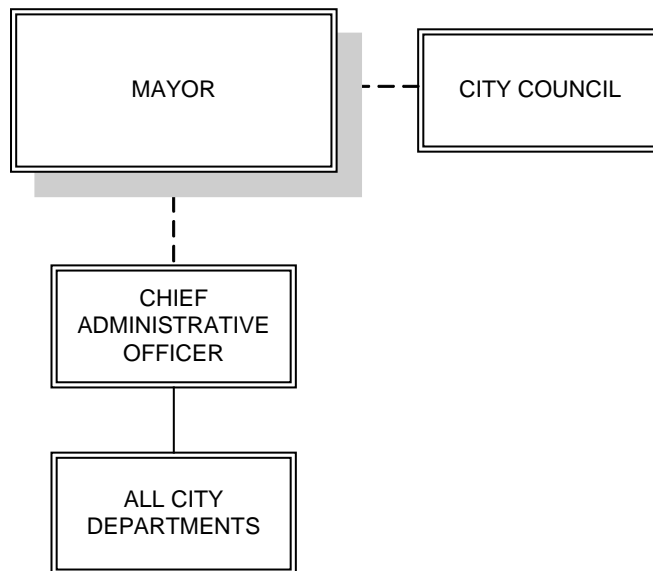 MAYOR
CITY COUNCIL
CHIEF
ADMINISTRATIVE
OFFICER
ALL CITY
DEPARTMENTS